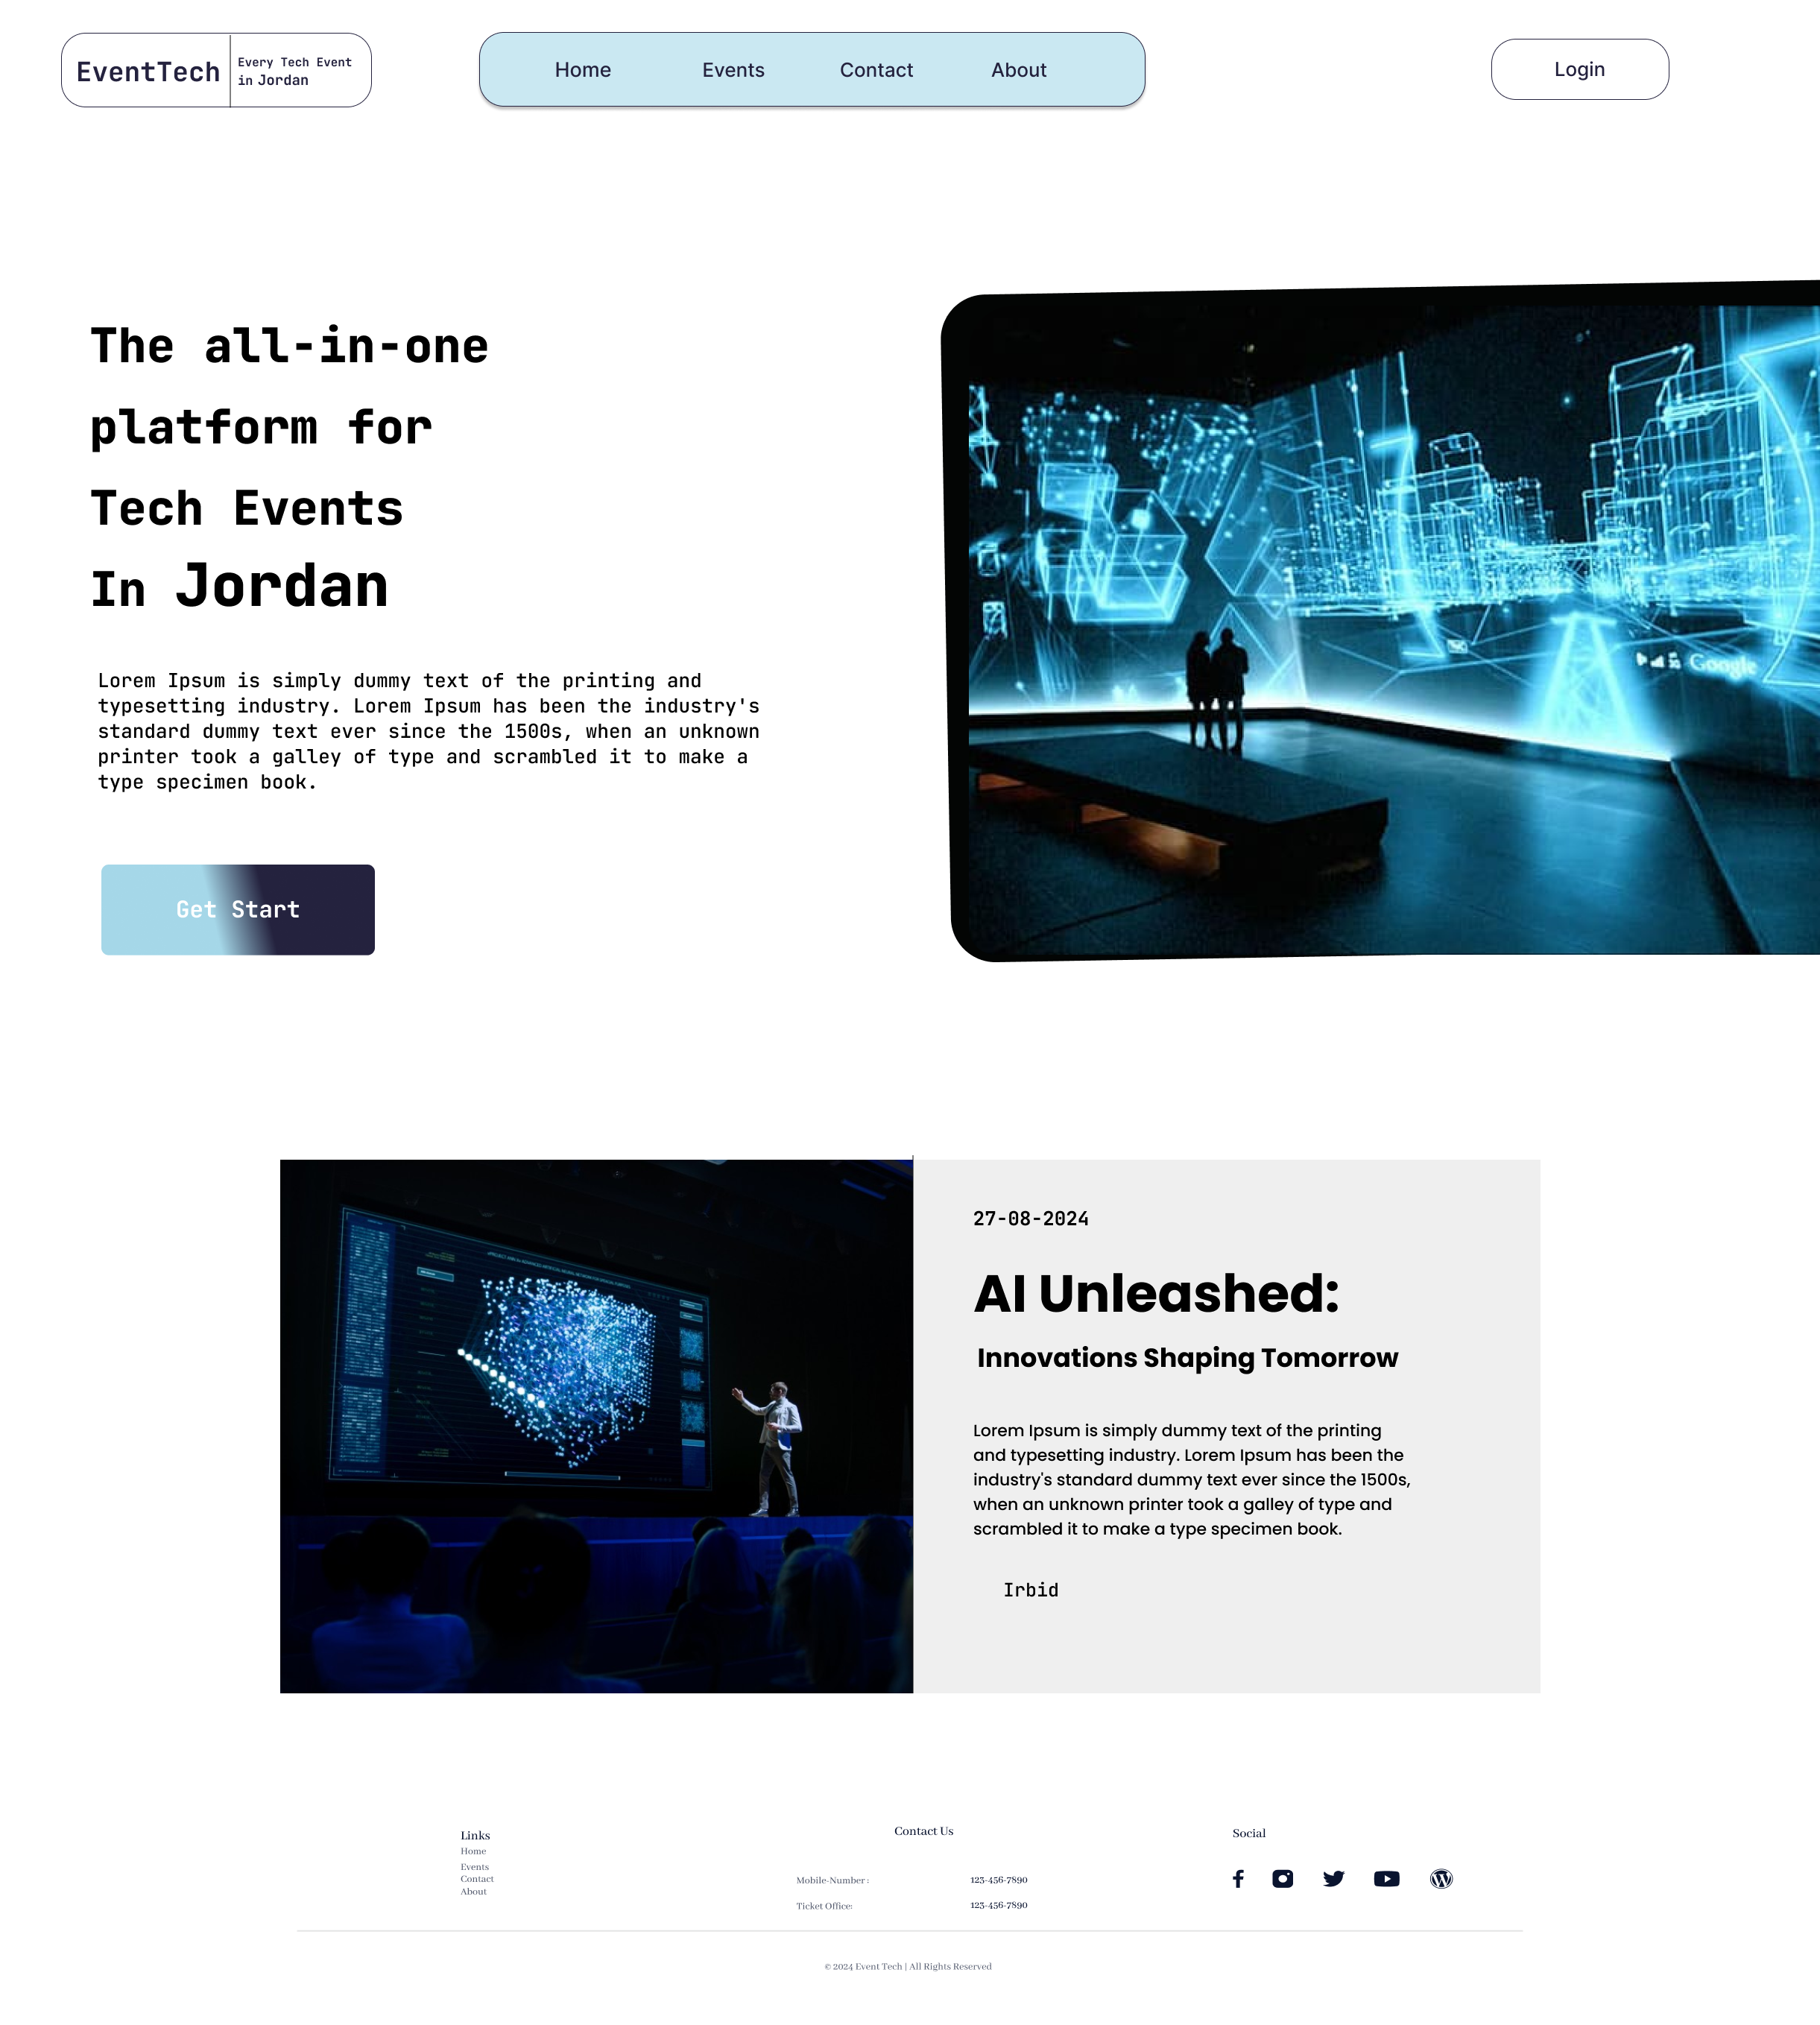 EventTech
Every Tech Event
in Jordan
Home
Events
Contact
About
Login
The all-in-one
platform for
Tech Events
In Jordan
Lorem Ipsum is simply dummy text of the printing and
typesetting industry. Lorem Ipsum has been the industry's
standard dummy text ever since the 1500s, when an unknown
printer took a galley of type and scrambled it to make a
type specimen book.
Get Start
Google
27-08-2024
AI Unleashed:
Innovations Shaping Tomorrow
Lorem Ipsum is simply dummy text of the printing
and typesetting industry. Lorem Ipsum has been the
industry's standard dummy text ever since the 1500s,
when an unknown printer took a galley of type and
scrambled it to make a type specimen book.
Irbid
Links
Home
Events
Contact
About
Contact Us
Mobile-Number :
123-456-7890
Ticket Office:
123-456-7890
Social
© 2024 Event Tech | All Rights Reserved